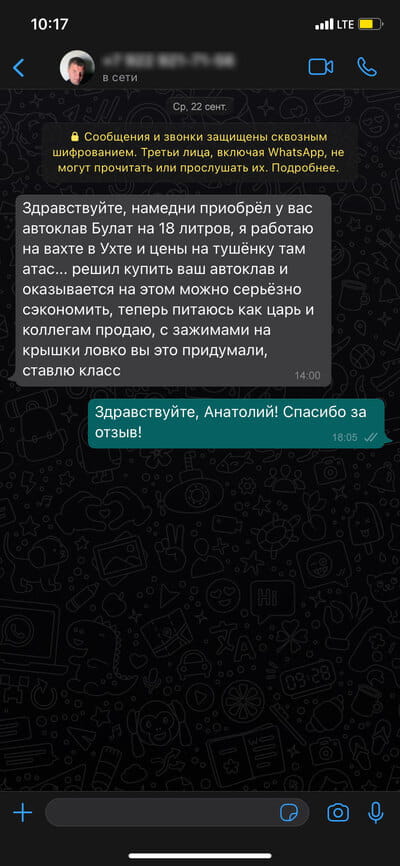 10:17
LTE
в сети
Ср, 22 сент.
Сообщения и звонки защищены сквозным
шифрованием. Третьи лица, включая WhatsApp, не
могут прочитать или прослушать их. Подробнее.
Здравствуйте, намедни приобрёл у вас
автоклав Булат на 18 литров, я работаю
на вахте в Ухте и цены на тушёнку там
атас... решил купить ваш автоклав и
оказывается на этом можно серьёзно
сэкономить, теперь питаюсь как царь и
коллегам продаю, с зажимами на
крышки ловко вы это придумали,
ставлю класс
14:00
Здравствуйте, Анатолий! Спасибо за
отзыв!
18:05